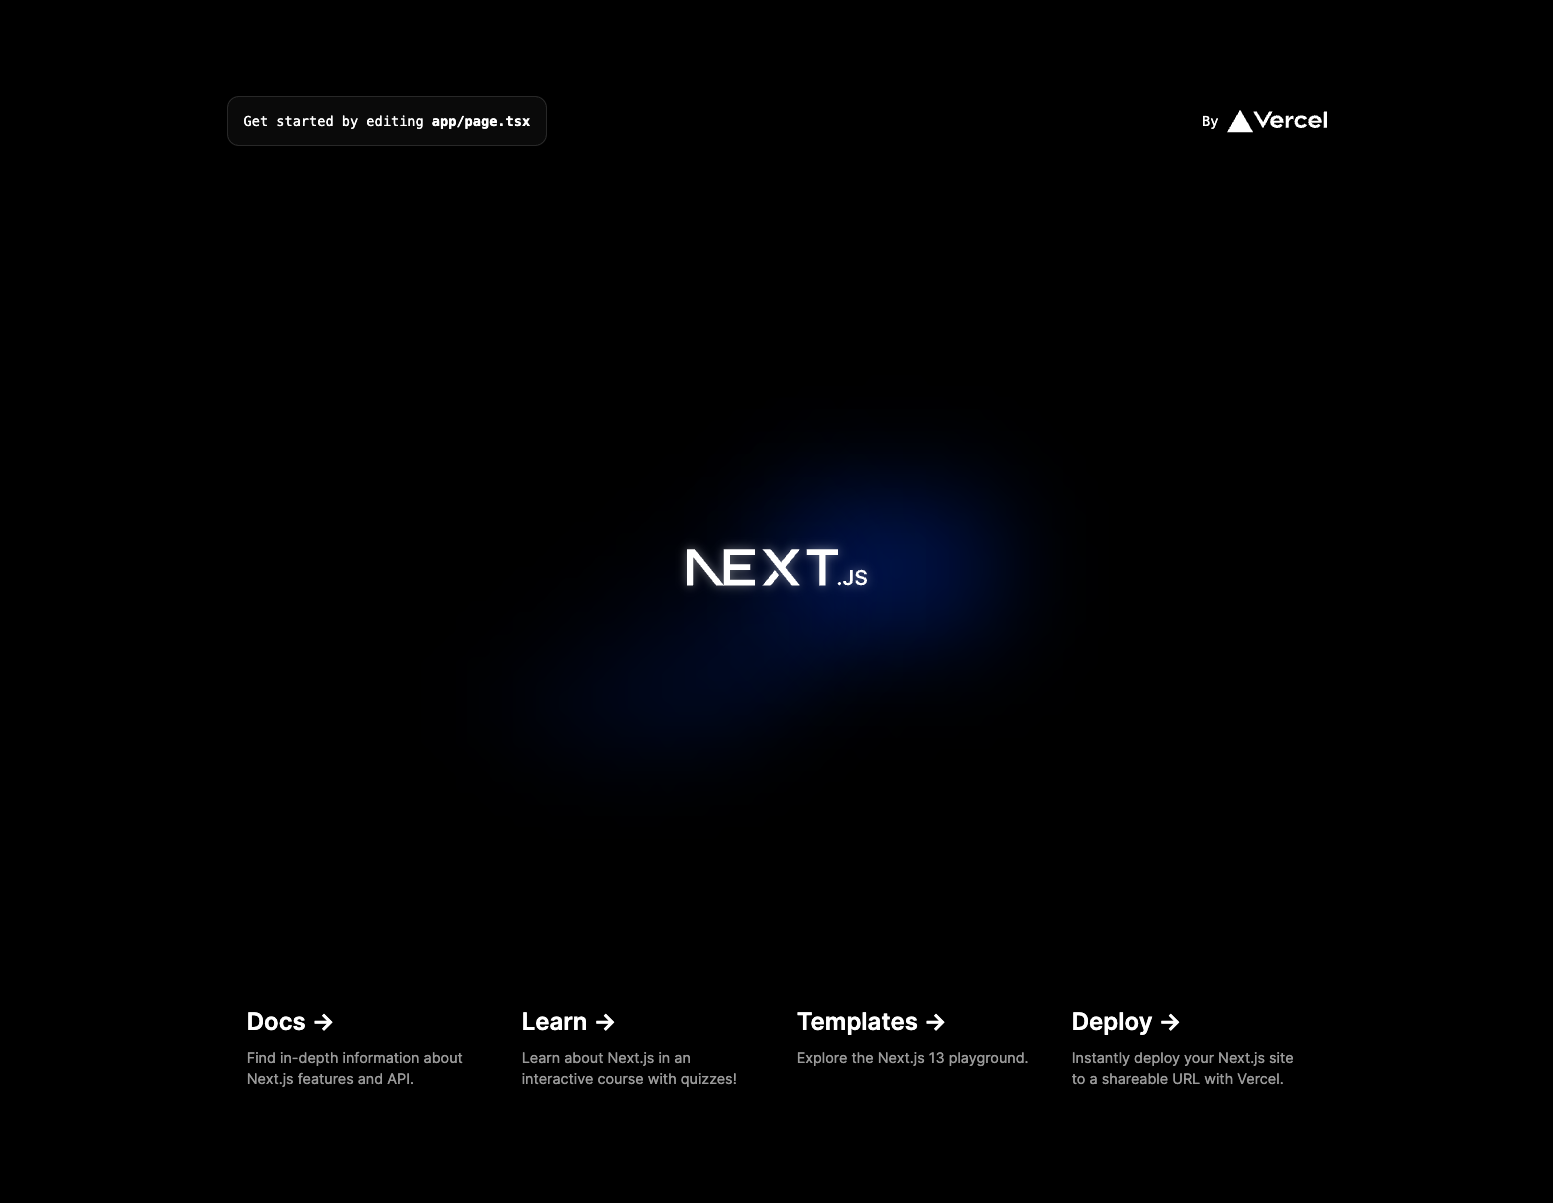 Get started by editing app/page.tsx
By Vercel
NEXT.JS
Docs →
Find in-depth information about
Next.js features and API.
Learn →
Learn about Next.js in an
interactive course with quizzes!
Templates →
Explore the Next.js 13 playground.
Deploy →
Instantly deploy your Next.js site
to a shareable URL with Vercel.